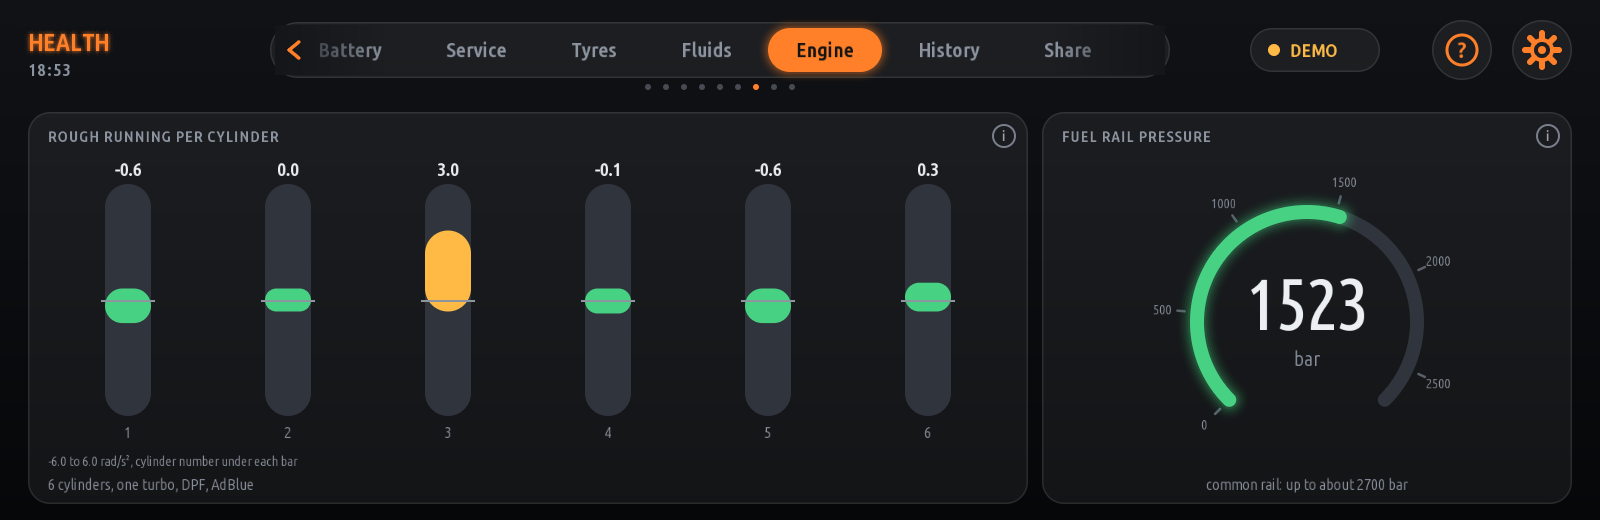 HEALTH
18:53
Battery
Service
Tyres
Fluids
Engine
History
Share
DEMO
?
ROUGH RUNNING PER CYLINDER
i
-0.6
0.0
3.0
-0.1
-0.6
0.3
1
2
3
4
5
6
-6.0 to 6.0 rad/s², cylinder number under each bar
6 cylinders, one turbo, DPF, AdBlue
FUEL RAIL PRESSURE
i
0
500
1000
1500
2000
2500
1523
bar
common rail: up to about 2700 bar